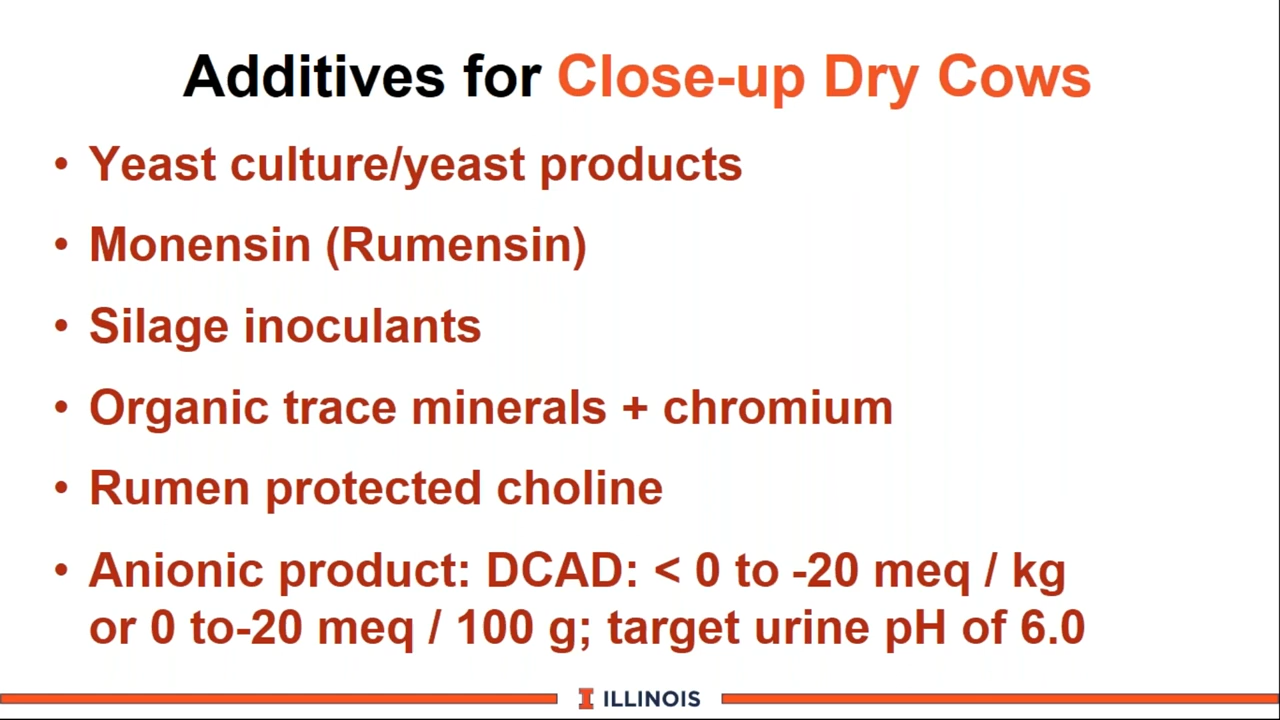 Additives for Close-up Dry Cows
• Yeast culture/yeast products
• Monensin (Rumensin)
• Silage inoculants
• Organic trace minerals + chromium
• Rumen protected choline
• Anionic product: DCAD: < 0 to -20 meq / kg
or 0 to-20 meq / 100 g; target urine pH of 6.0
I ILLINOIS